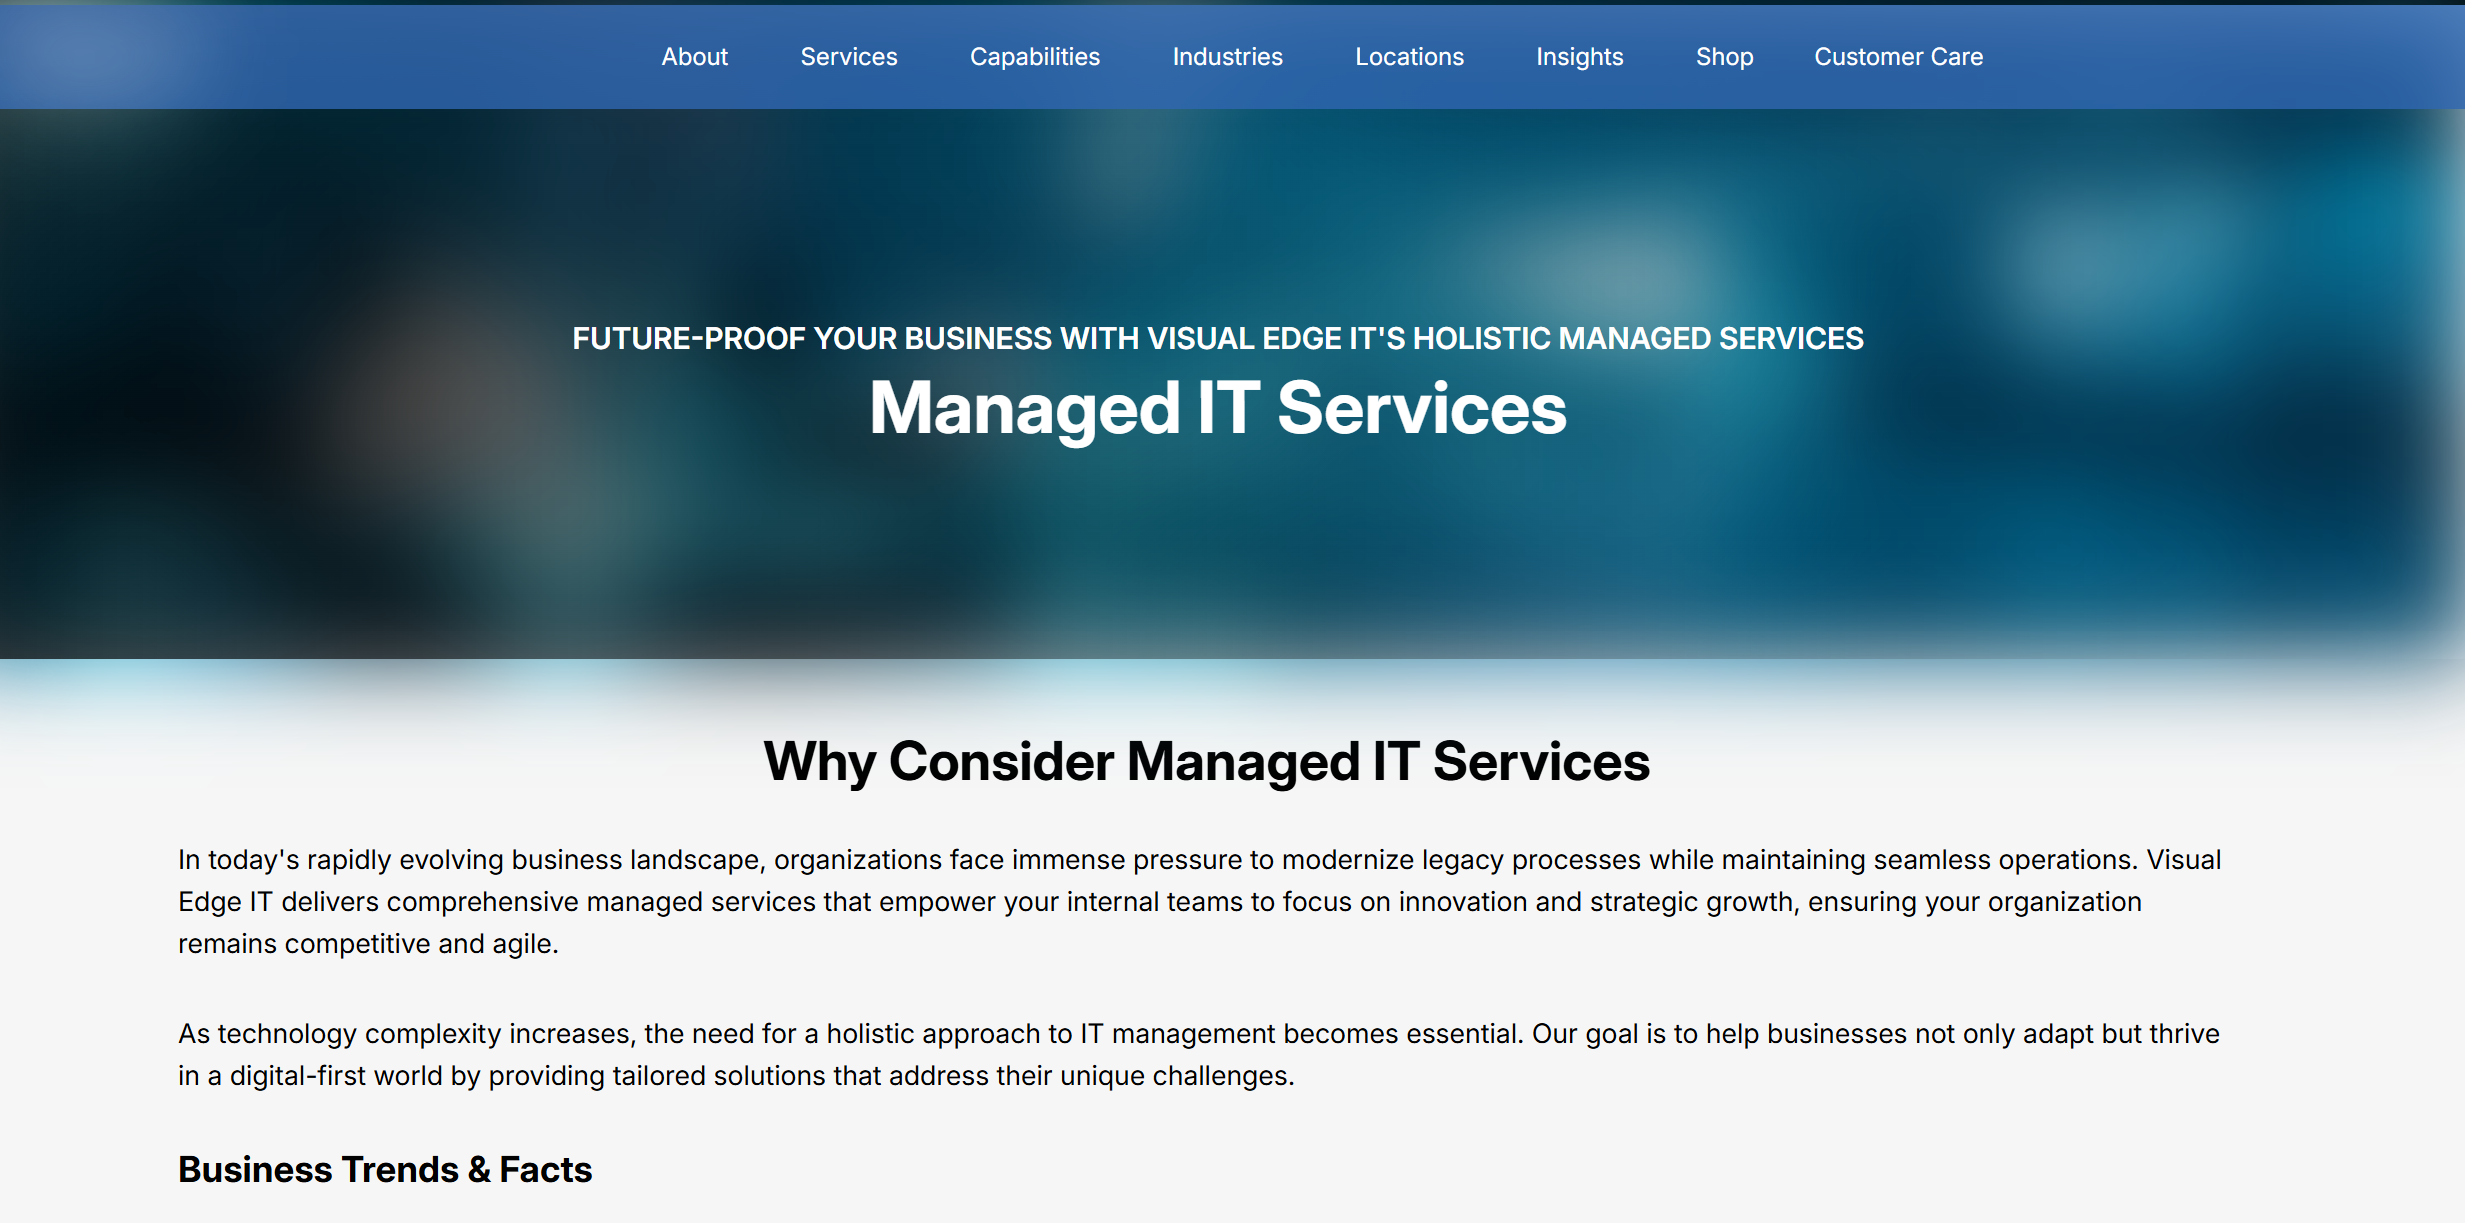 About Services Capabilities Industries Locations Insights Shop Customer Care
FUTURE-PROOF YOUR BUSINESS WITH VISUAL EDGE IT'S HOLISTIC MANAGED SERVICES
Managed IT Services
Why Consider Managed IT Services
In today's rapidly evolving business landscape, organizations face immense pressure to modernize legacy processes while maintaining seamless operations. Visual
Edge IT delivers comprehensive managed services that empower your internal teams to focus on innovation and strategic growth, ensuring your organization
remains competitive and agile.
As technology complexity increases, the need for a holistic approach to IT management becomes essential. Our goal is to help businesses not only adapt but thrive
in a digital-first world by providing tailored solutions that address their unique challenges.
Business Trends & Facts